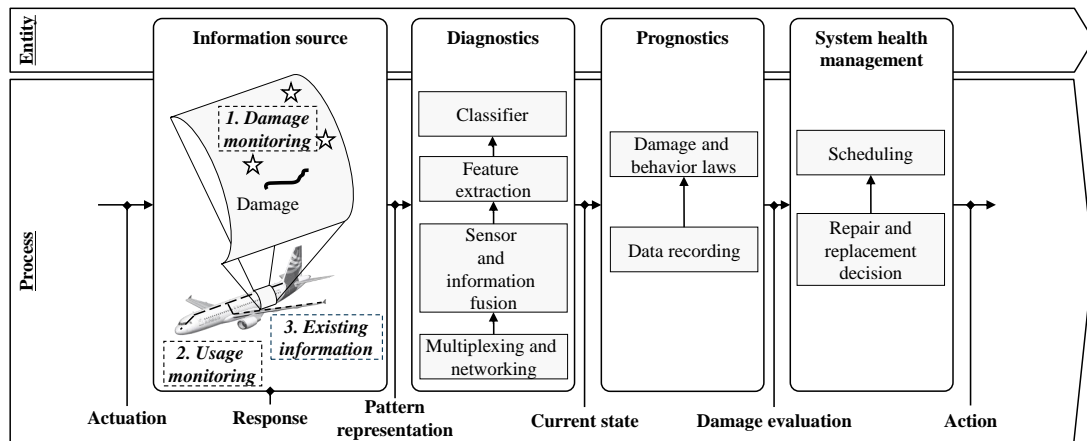 Entity
Information source
Diagnostics
Prognostics
System health
management
Process
1. Damage
monitoring
Damage
3. Existing
information
2. Usage
monitoring
Classifier
Feature
extraction
Sensor
and
information
fusion
Multiplexing and
networking
Damage and
behavior laws
Data recording
Scheduling
Repair and
replacement
decision
Actuation
Response
Pattern
representation
Current state
Damage evaluation
Action